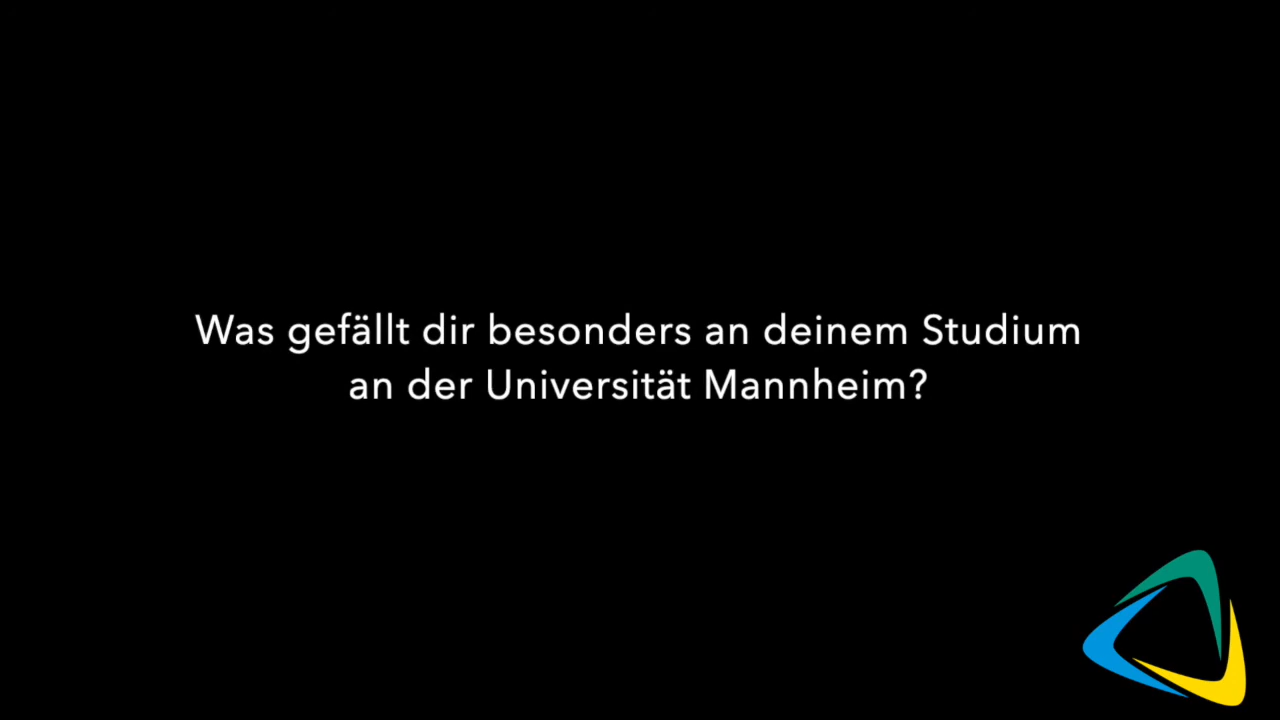 Was gefällt dir besonders an deinem Studium
an der Universität Mannheim?